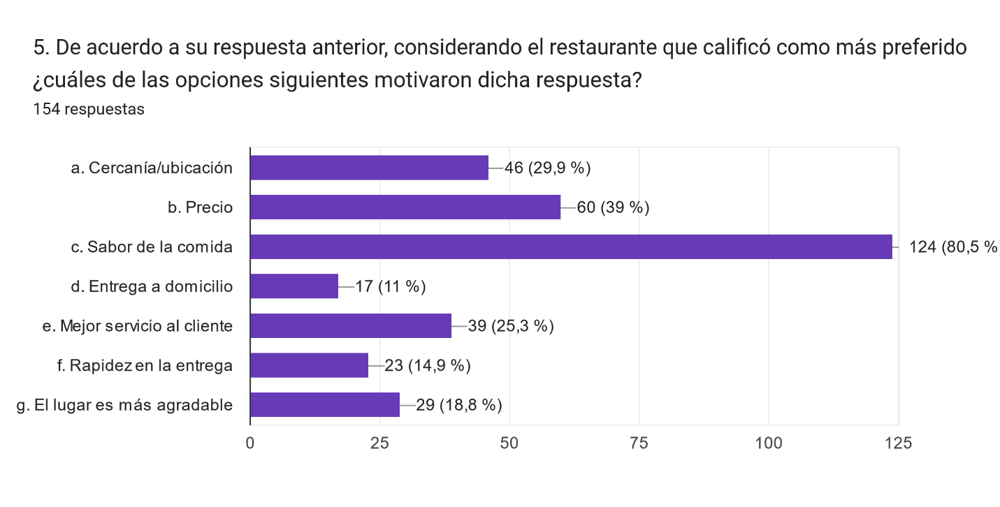 5. De acuerdo a su respuesta anterior, considerando el restaurante que calificó como más preferido
¿cuáles de las opciones siguientes motivaron dicha respuesta?
154 respuestas
a. Cercanía/ubicación 46 (29,9 %)
b. Precio 60 (39 %)
c. Sabor de la comida 124 (80,5 %
d. Entrega a domicilio 17 (11 %)
e. Mejor servicio al cliente 39 (25,3 %)
f. Rapidez en la entrega 23 (14,9 %)
g. El lugar es más agradable 29 (18,8 %)
0 25 50 75 100 125